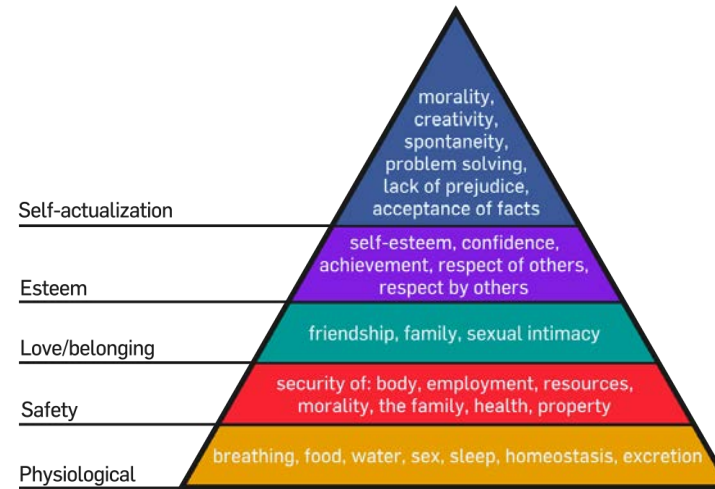 morality,
creativity,
spontaneity,
problem solving,
lack of prejudice,
acceptance of facts
Self-actualization
self-esteem, confidence,
achievement, respect of others,
respect by others
Esteem
friendship, family, sexual intimacy
Love/belonging
security of: body, employment, resources,
morality, the family, health, property
Safety
breathing, food, water, sex, sleep, homeostasis, excretion
Physiological